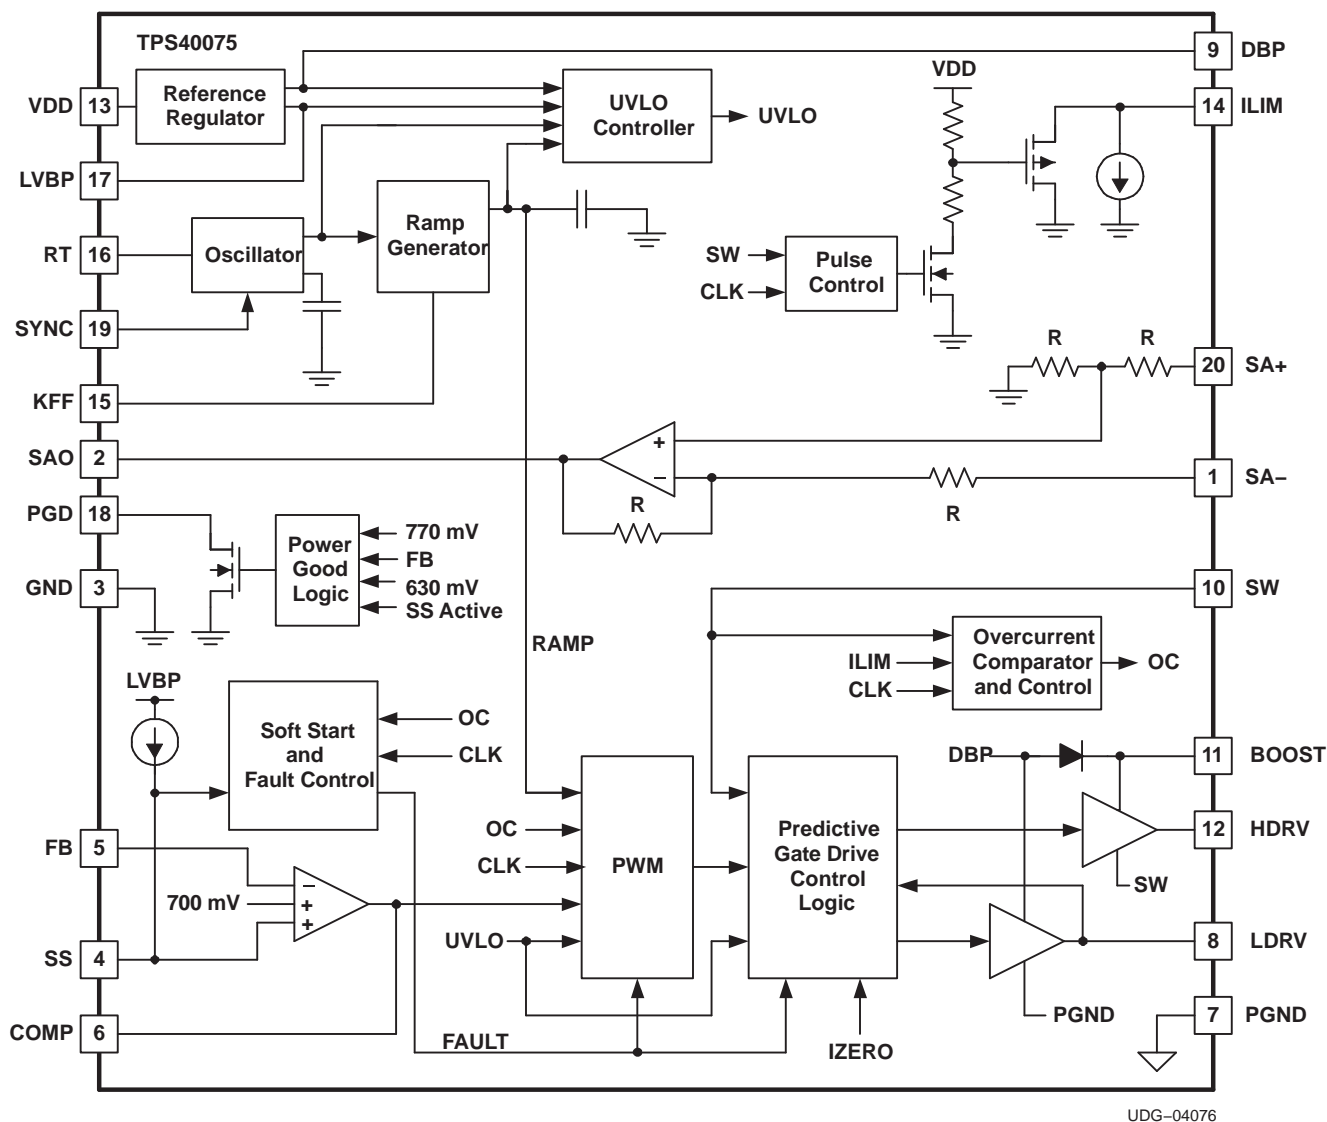 TPS40075
9 DBP
VDD
VDD 13
Reference
Regulator
UVLO
Controller
UVLO
14 ILIM
LVBP 17
Ramp
Generator
RT 16
Oscillator
SW
CLK
Pulse
Control
SYNC 19
R
R
20 SA+
KFF 15
SAO 2
+
−
1 SA−
R
R
PGD 18
Power
Good
Logic
770 mV
FB
630 mV
SS Active
GND 3
10 SW
RAMP
Overcurrent
Comparator
and Control
ILIM
CLK
OC
LVBP
Soft Start
and
Fault Control
OC
CLK
DBP
11 BOOST
OC
CLK
PWM
Predictive
Gate Drive
Control
Logic
12 HDRV
SW
FB 5
700 mV
−
+
+
UVLO
8 LDRV
SS 4
PGND
7 PGND
COMP 6
FAULT
IZERO
UDG−04076